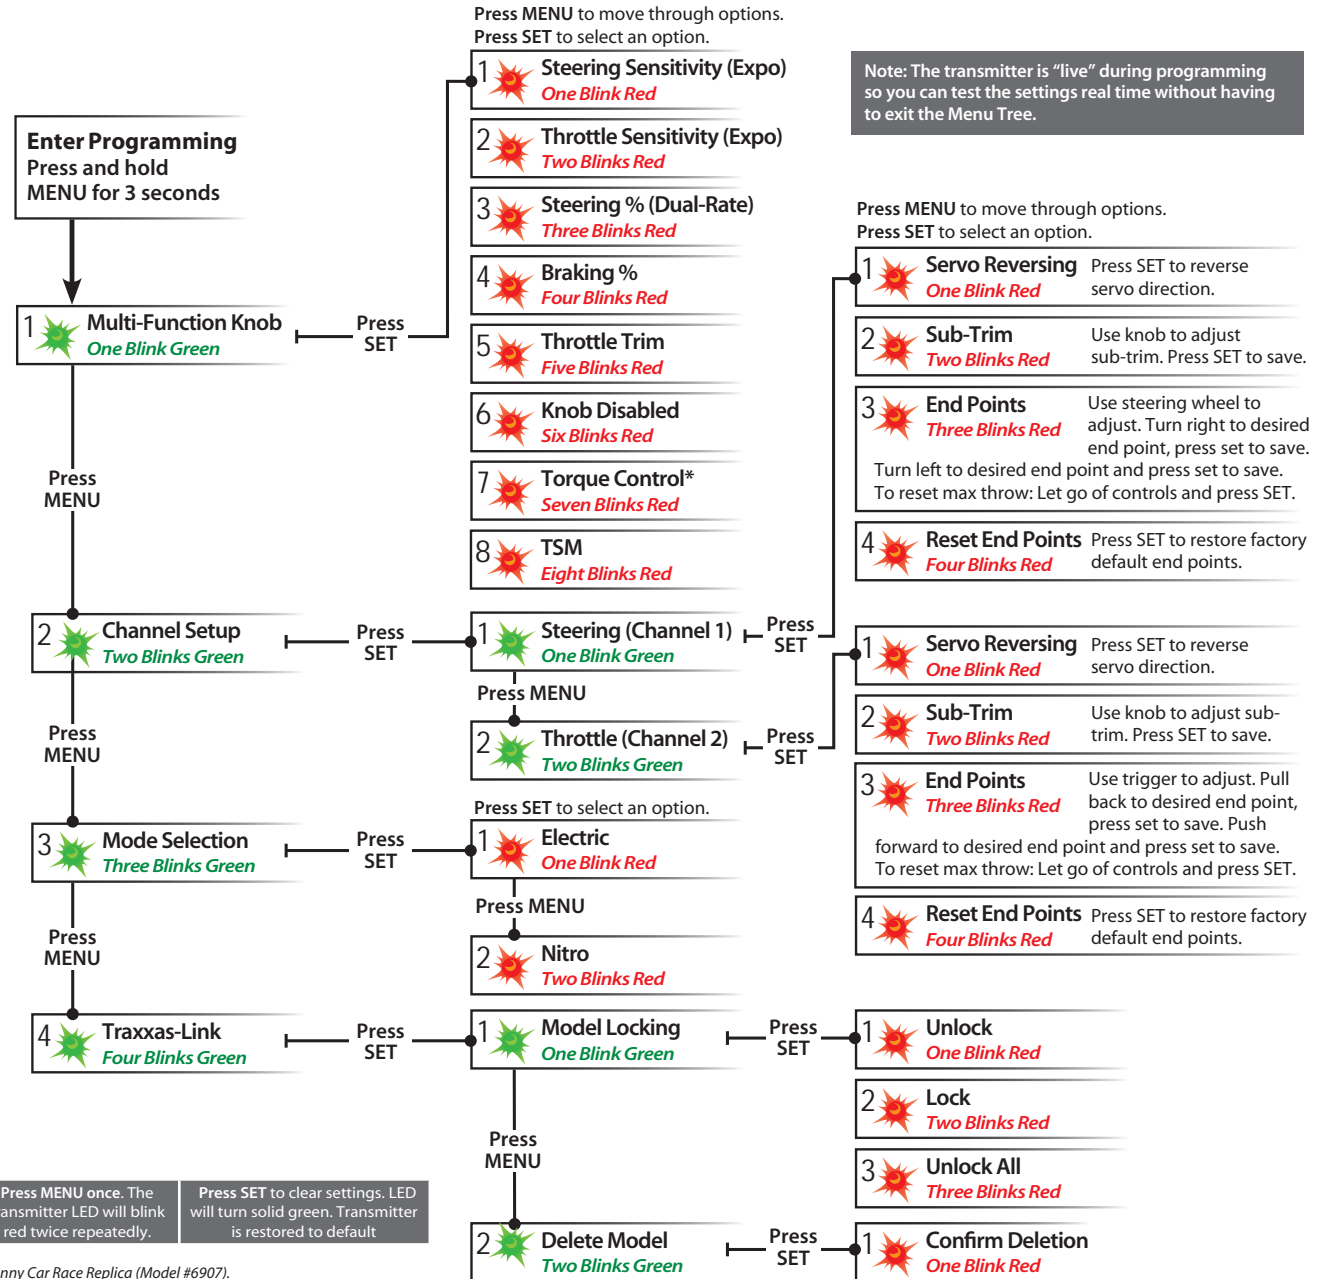 Press MENU to move through options.
Press SET to select an option.
1 Steering Sensitivity (Expo)
One Blink Red
2 Throttle Sensitivity (Expo)
Two Blinks Red
3 Steering % (Dual-Rate)
Three Blinks Red
4 Braking %
Four Blinks Red
5 Throttle Trim
Five Blinks Red
6 Knob Disabled
Six Blinks Red
7 Torque Control*
Seven Blinks Red
8 TSM
Eight Blinks Red
Note: The transmitter is “live” during programming
so you can test the settings real time without having
to exit the Menu Tree.
Enter Programming
Press and hold
MENU for 3 seconds
1 Multi-Function Knob
One Blink Green
Press
SET
Press
MENU
2 Channel Setup
Two Blinks Green
Press
SET
1 Steering (Channel 1)
One Blink Green
Press
SET
Press MENU
2 Throttle (Channel 2)
Two Blinks Green
Press
SET
Press MENU to move through options.
Press SET to select an option.
1 Servo Reversing
One Blink Red
Press SET to reverse
servo direction.
2 Sub-Trim
Two Blinks Red
Use knob to adjust
sub-trim. Press SET to save.
3 End Points
Three Blinks Red
Use steering wheel to
adjust. Turn right to desired
end point, press set to save.
Turn left to desired end point and press set to save.
To reset max throw: Let go of controls and press SET.
4 Reset End Points
Four Blinks Red
Press SET to restore factory
default end points.
1 Servo Reversing
One Blink Red
Press SET to reverse
servo direction.
2 Sub-Trim
Two Blinks Red
Use knob to adjust sub-
trim. Press SET to save.
3 End Points
Three Blinks Red
Use trigger to adjust. Pull
back to desired end point,
press set to save. Push
forward to desired end point and press set to save.
To reset max throw: Let go of controls and press SET.
4 Reset End Points
Four Blinks Red
Press SET to restore factory
default end points.
Press
MENU
3 Mode Selection
Three Blinks Green
Press
SET
Press SET to select an option.
1 Electric
One Blink Red
Press MENU
2 Nitro
Two Blinks Red
Press
MENU
4 Traxxas-Link
Four Blinks Green
Press
SET
1 Model Locking
One Blink Green
Press
SET
1 Unlock
One Blink Red
2 Lock
Two Blinks Red
3 Unlock All
Three Blinks Red
Press
MENU
2 Delete Model
Two Blinks Green
Press
SET
1 Confirm Deletion
One Blink Red
Press MENU once. The
ansmitter LED will blink
red twice repeatedly.
Press SET to clear settings. LED
will turn solid green. Transmitter
is restored to default
nny Car Race Replica (Model #6907).